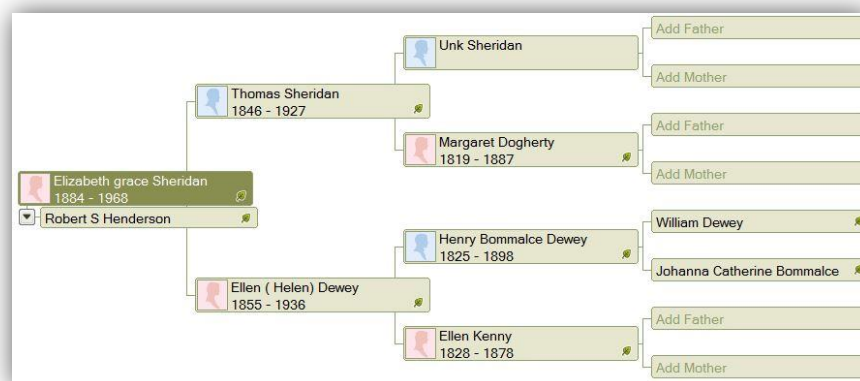 Add Father
Unk Sheridan
Add Mother
Thomas Sheridan
1846 - 1927
Add Father
Margaret Dogherty
1819 - 1887
Add Mother
Elizabeth grace Sheridan
1884 - 1968
Robert S Henderson
William Dewey
Henry Bommalce Dewey
1825 - 1898
Johanna Catherine Bommalce
Ellen ( Helen) Dewey
1855 - 1936
Add Father
Ellen Kenny
1828 - 1878
Add Mother